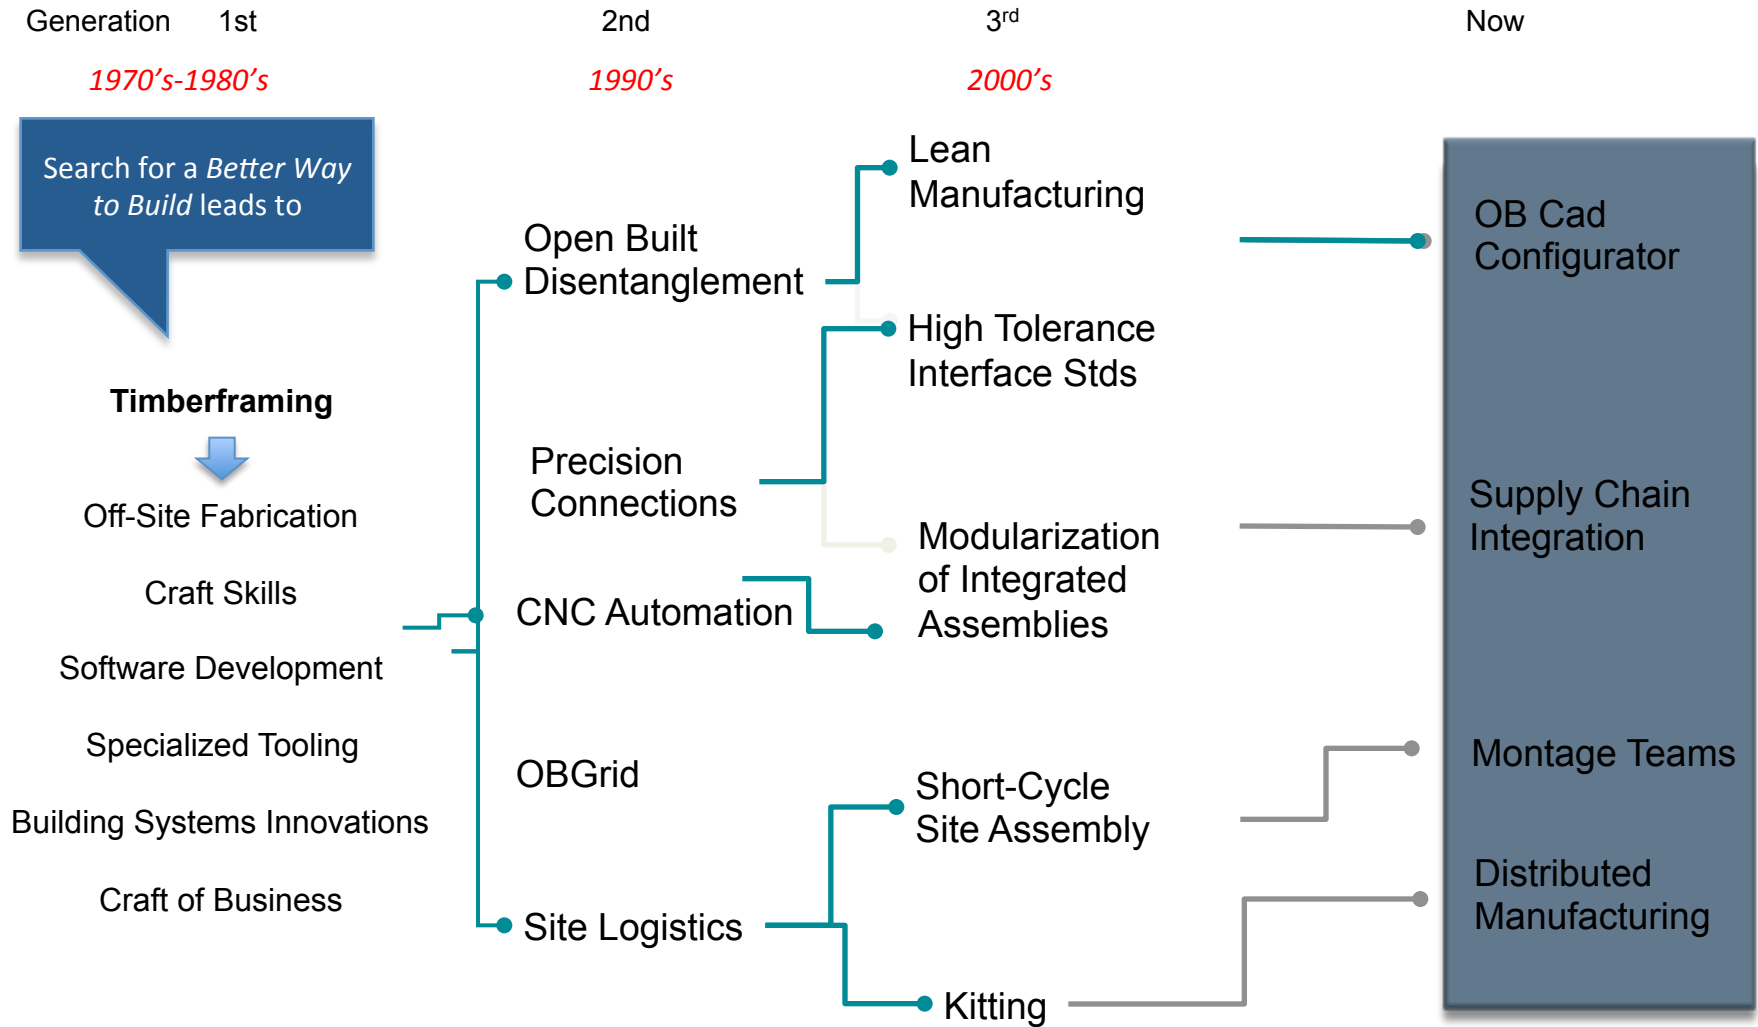 Generation 1st 2nd 3rd Now
1970's-1980's 1990's 2000's
Search for a Better Way
to Build leads to
Timberframing
Off-Site Fabrication
Craft Skills
Software Development
Specialized Tooling
Building Systems Innovations
Craft of Business
Open Built
Disentanglement
Precision
Connections
CNC Automation
OBGrid
Site Logistics
Lean
Manufacturing
High Tolerance
Interface Stds
Modularization
of Integrated
Assemblies
Short-Cycle
Site Assembly
Kitting
OB Cad
Configurator
Supply Chain
Integration
Montage Teams
Distributed
Manufacturing